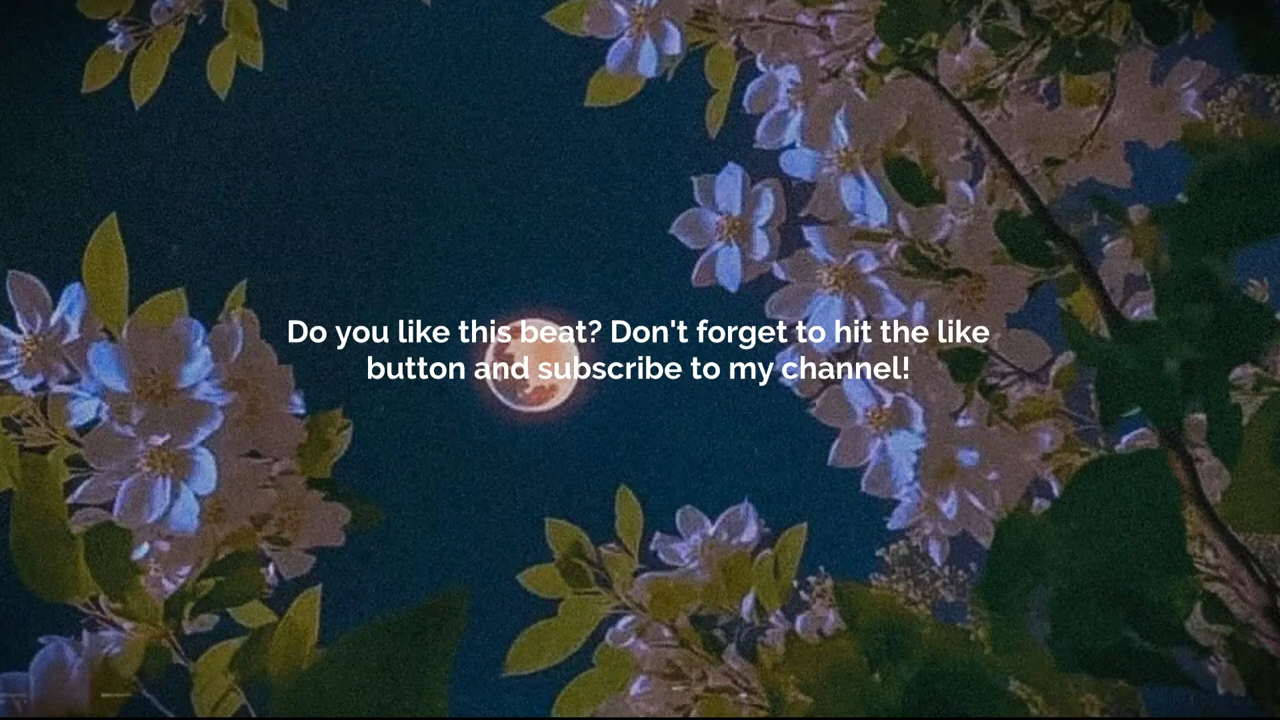 Do you like this beat? Don't forget to hit the like
button and subscribe to my channel!